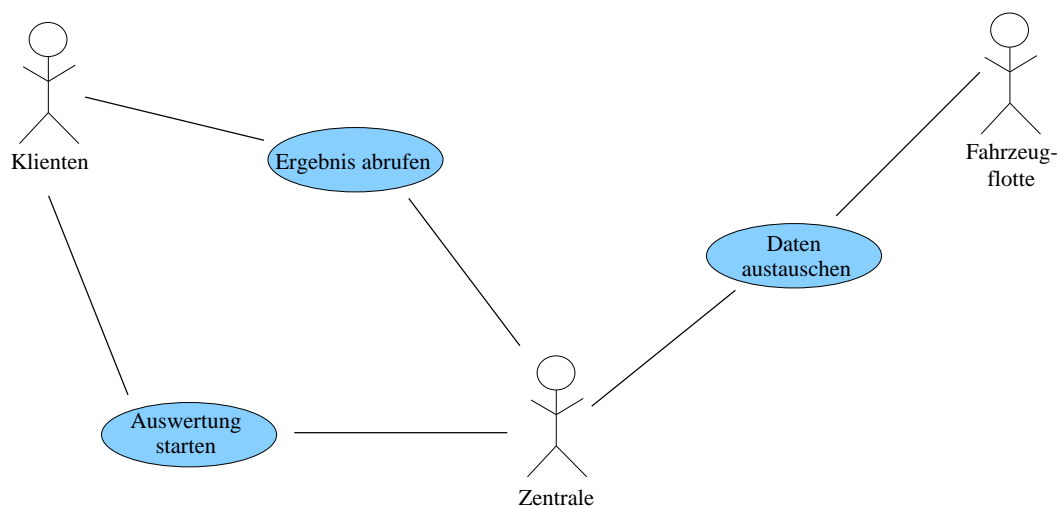 Klienten
Ergebnis abrufen
Fahrzeug-
flotte
Daten
austauschen
Auswertung
starten
Zentrale